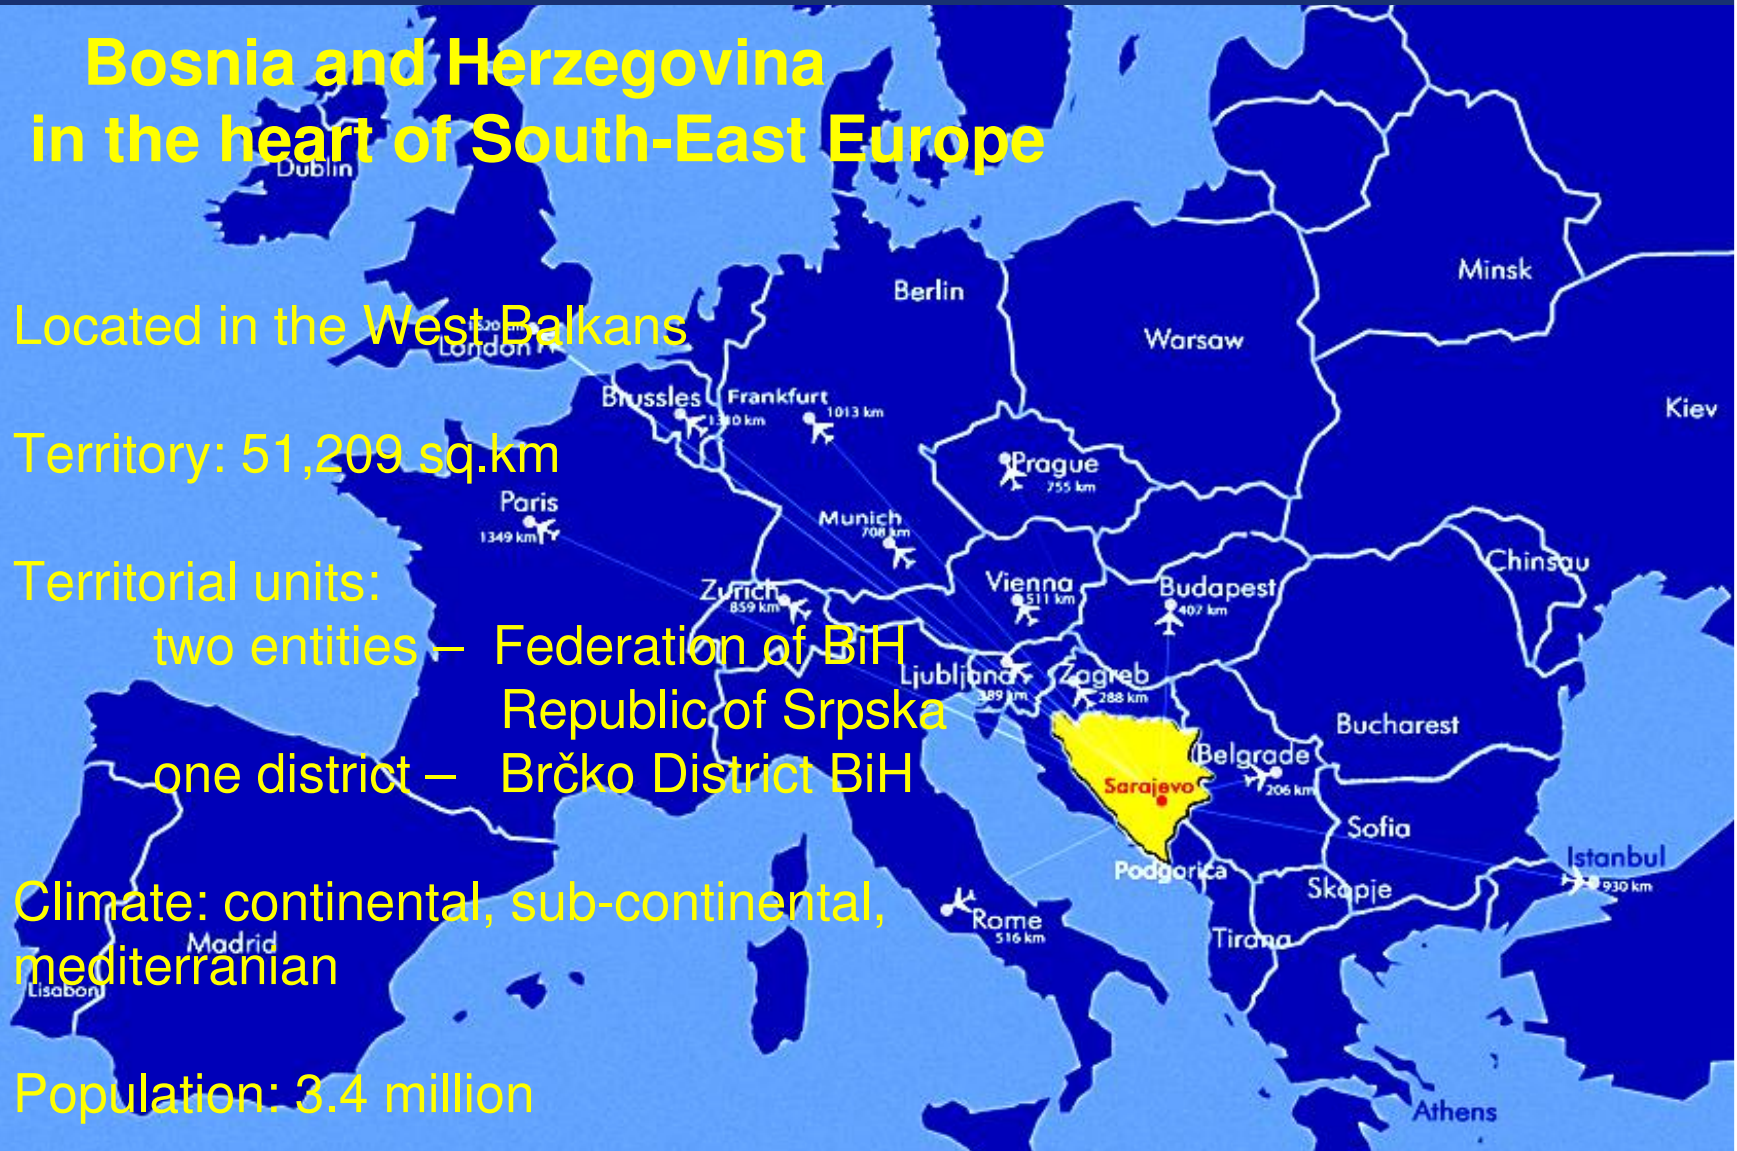 Bosnia and Herzegovina
in the heart of South-East Europe
Dublin
Located in the West Balkans
London
Berlin
Minsk
Warsaw
Kiev
Brussles
Frankfurt
1013 km
Territory: 51,209 sq.km
Prague
755 km
Paris
1349 km
Munich
708 km
Chinsau
Territorial units:
Zurich
859 km
Vienna
511 km
Budapest
407 km
two entities – Federation of BiH
Republic of Srpska
Ljubljana
389 km
Zagreb
288 km
Bucharest
one district – Brčko District BiH
Belgrade
206 km
Sarajevo
Sofia
Istanbul
930 km
Podgorica
Skopje
Climate: continental, sub-continental,
mediterranian
Madrid
Lisabon
Rome
516 km
Tirana
Population: 3.4 million
Athens